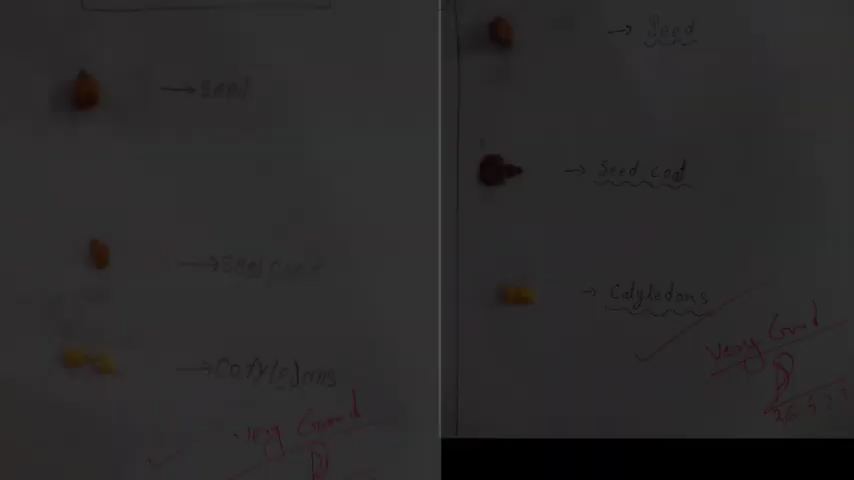 → Seed
→ Seed coat
→ Cotyledons
Very Good
→ Seed
→ Seed coat
→ Cotyledons
Very Good